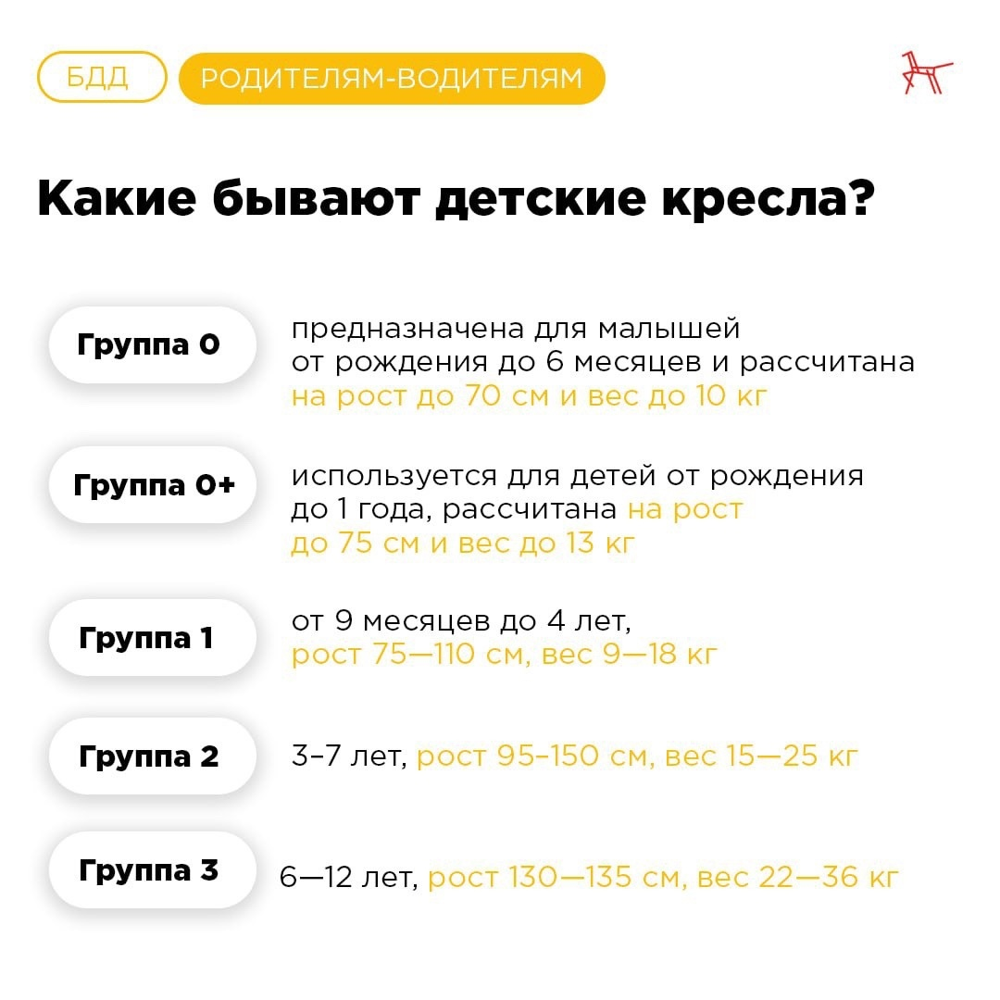 БДД
РОДИТЕЛЯМ-ВОДИТЕЛЯМ
Какие бывают детские кресла?
Группа 0
предназначена для малышей
от рождения до 6 месяцев и рассчитана
на рост до 70 см и вес до 10 кг
Группа 0+
используется для детей от рождения
до 1 года, рассчитана на рост
до 75 см и вес до 13 кг
Группа 1
от 9 месяцев до 4 лет,
рост 75—110 см, вес 9—18 кг
Группа 2
3–7 лет, рост 95–150 см, вес 15—25 кг
Группа 3
6—12 лет, рост 130—135 см, вес 22—36 кг